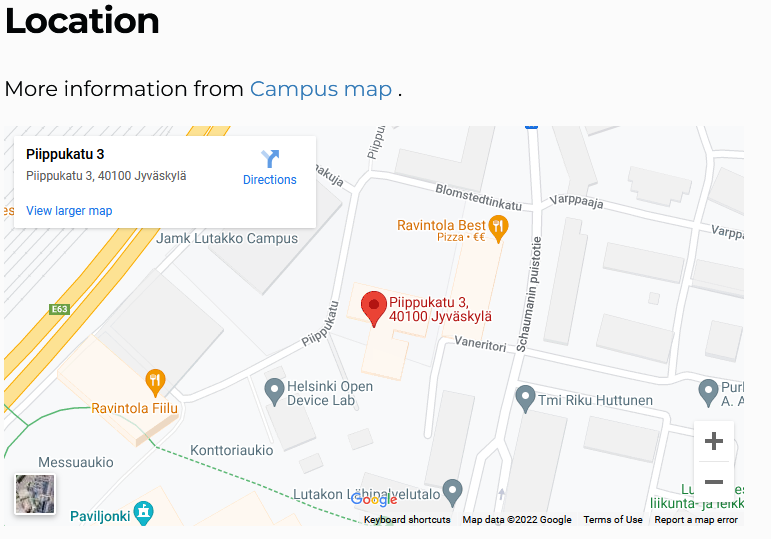 Location
More information from Campus map .
Piippukatu 3
Piippukatu 3, 40100 Jyväskylä
Directions
View larger map
Piippukatu
Blomstedtinkatu
Varppaaja
Jamk Lutakko Campus
Ravintola Best
Pizza • €€
Schaumanin puistotie
E63
Piippukatu 3,
40100 Jyväskylä
Piippukatu
Vaneritori
Helsinki Open
Device Lab
Tmi Riku Huttunen
Ravintola Fiilu
Konttoriaukio
Messuaukio
Lutakon Lähipalvelutalo
Google
liikunta- ja
Paviljonki
Keyboard shortcuts Map data ©2022 Google Terms of Use Report a map error